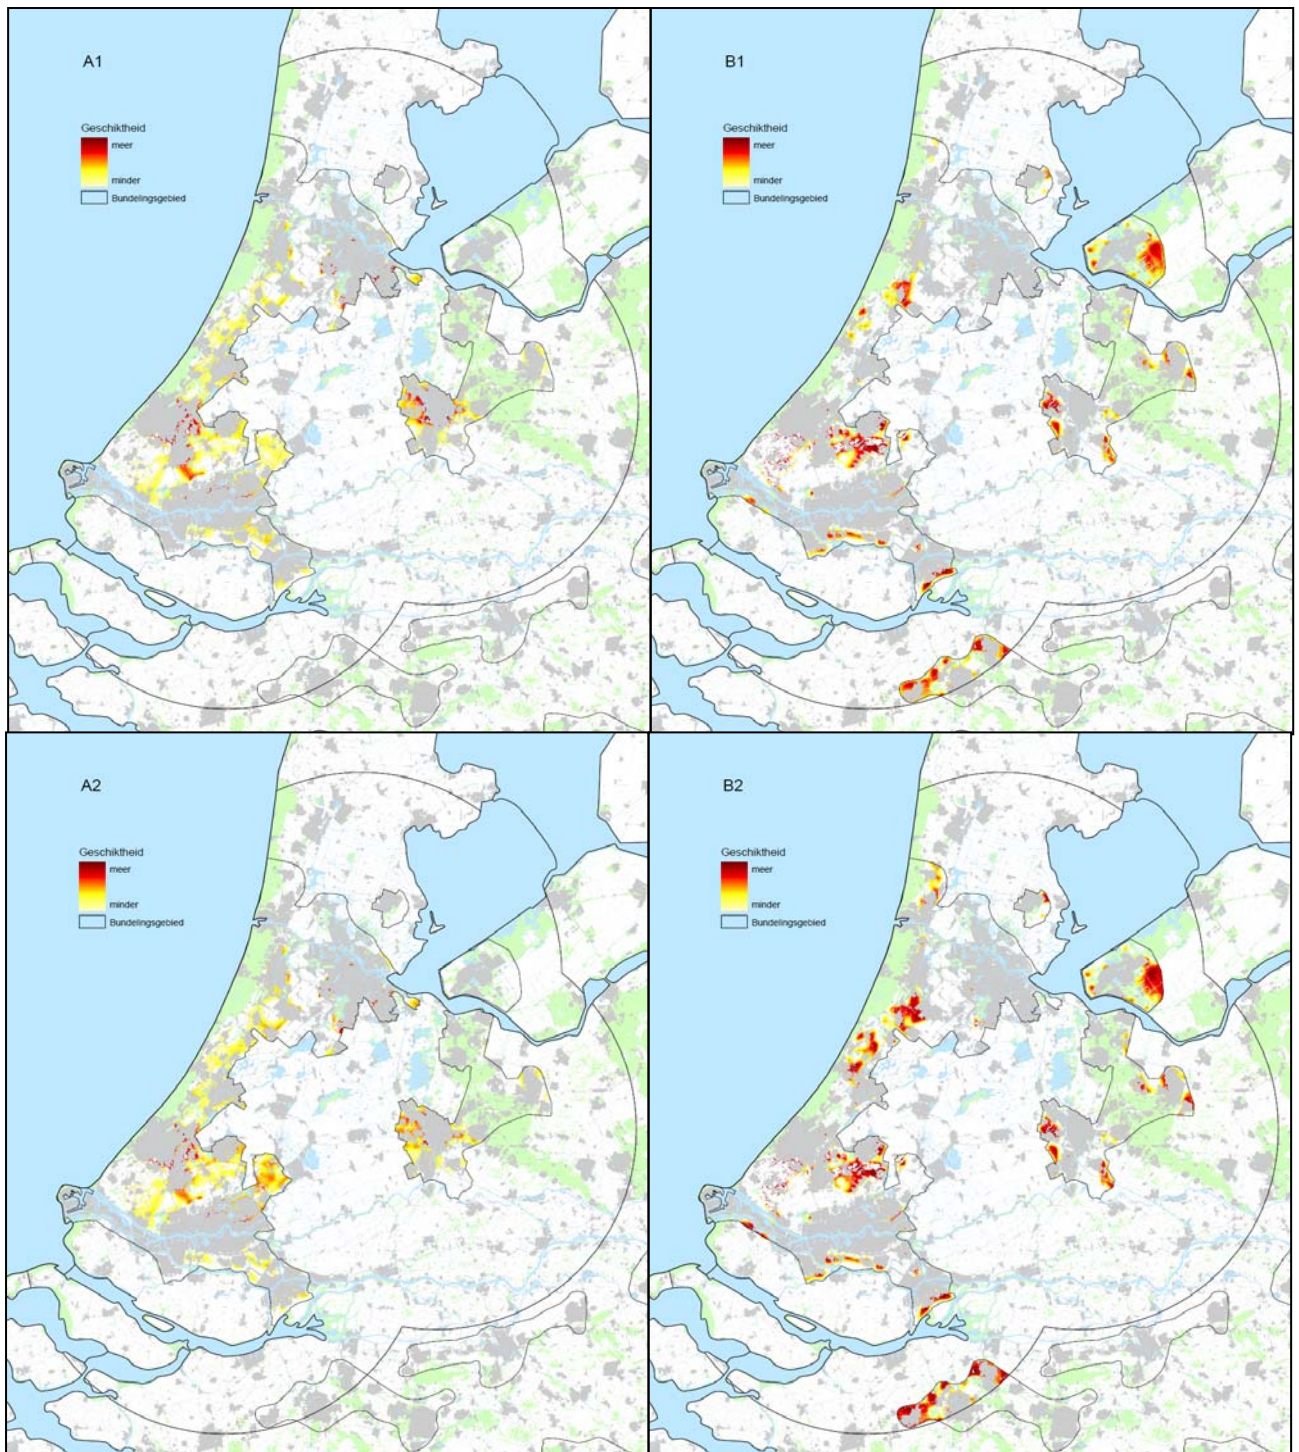 A1
Geschiktheid
meer
minder
Bundelingsgebied
B1
Geschiktheid
meer
minder
Bundelingsgebied
A2
Geschiktheid
meer
minder
Bundelingsgebied
B2
Geschiktheid
meer
minder
Bundelingsgebied